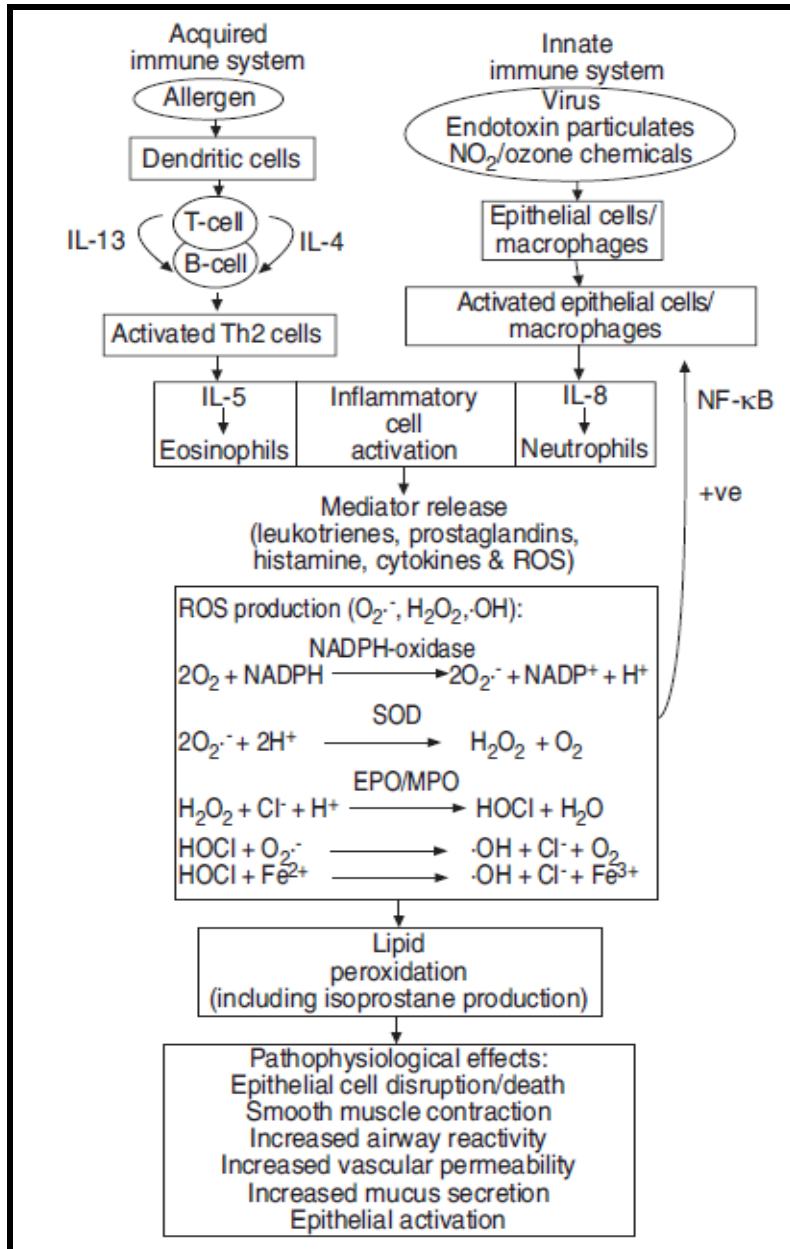 Acquired
immune system
Allergen
Dendritic cells
IL-13
T-cell
B-cell
IL-4
Activated Th2 cells
Innate
immune system
Virus
Endotoxin particulates
NO₂/ozone chemicals
Epithelial cells/
macrophages
Activated epithelial cells/
macrophages
IL-5
Eosinophils
Inflammatory
cell
activation
IL-8
Neutrophils
NF-κB
+ve
Mediator release
(leukotrienes, prostaglandins,
histamine, cytokines & ROS)
ROS production (O₂·⁻, H₂O₂,·OH):
NADPH-oxidase
2O₂ + NADPH ⟶ 2O₂·⁻ + NADP⁺ + H⁺
SOD
2O₂·⁻ + 2H⁺ ⟶ H₂O₂ + O₂
EPO/MPO
H₂O₂ + Cl⁻ + H⁺ ⟶ HOCl + H₂O
HOCl + O₂·⁻ ⟶ ·OH + Cl⁻ + O₂
HOCl + Fe²⁺ ⟶ ·OH + Cl⁻ + Fe³⁺
Lipid
peroxidation
(including isoprostane production)
Pathophysiological effects:
Epithelial cell disruption/death
Smooth muscle contraction
Increased airway reactivity
Increased vascular permeability
Increased mucus secretion
Epithelial activation